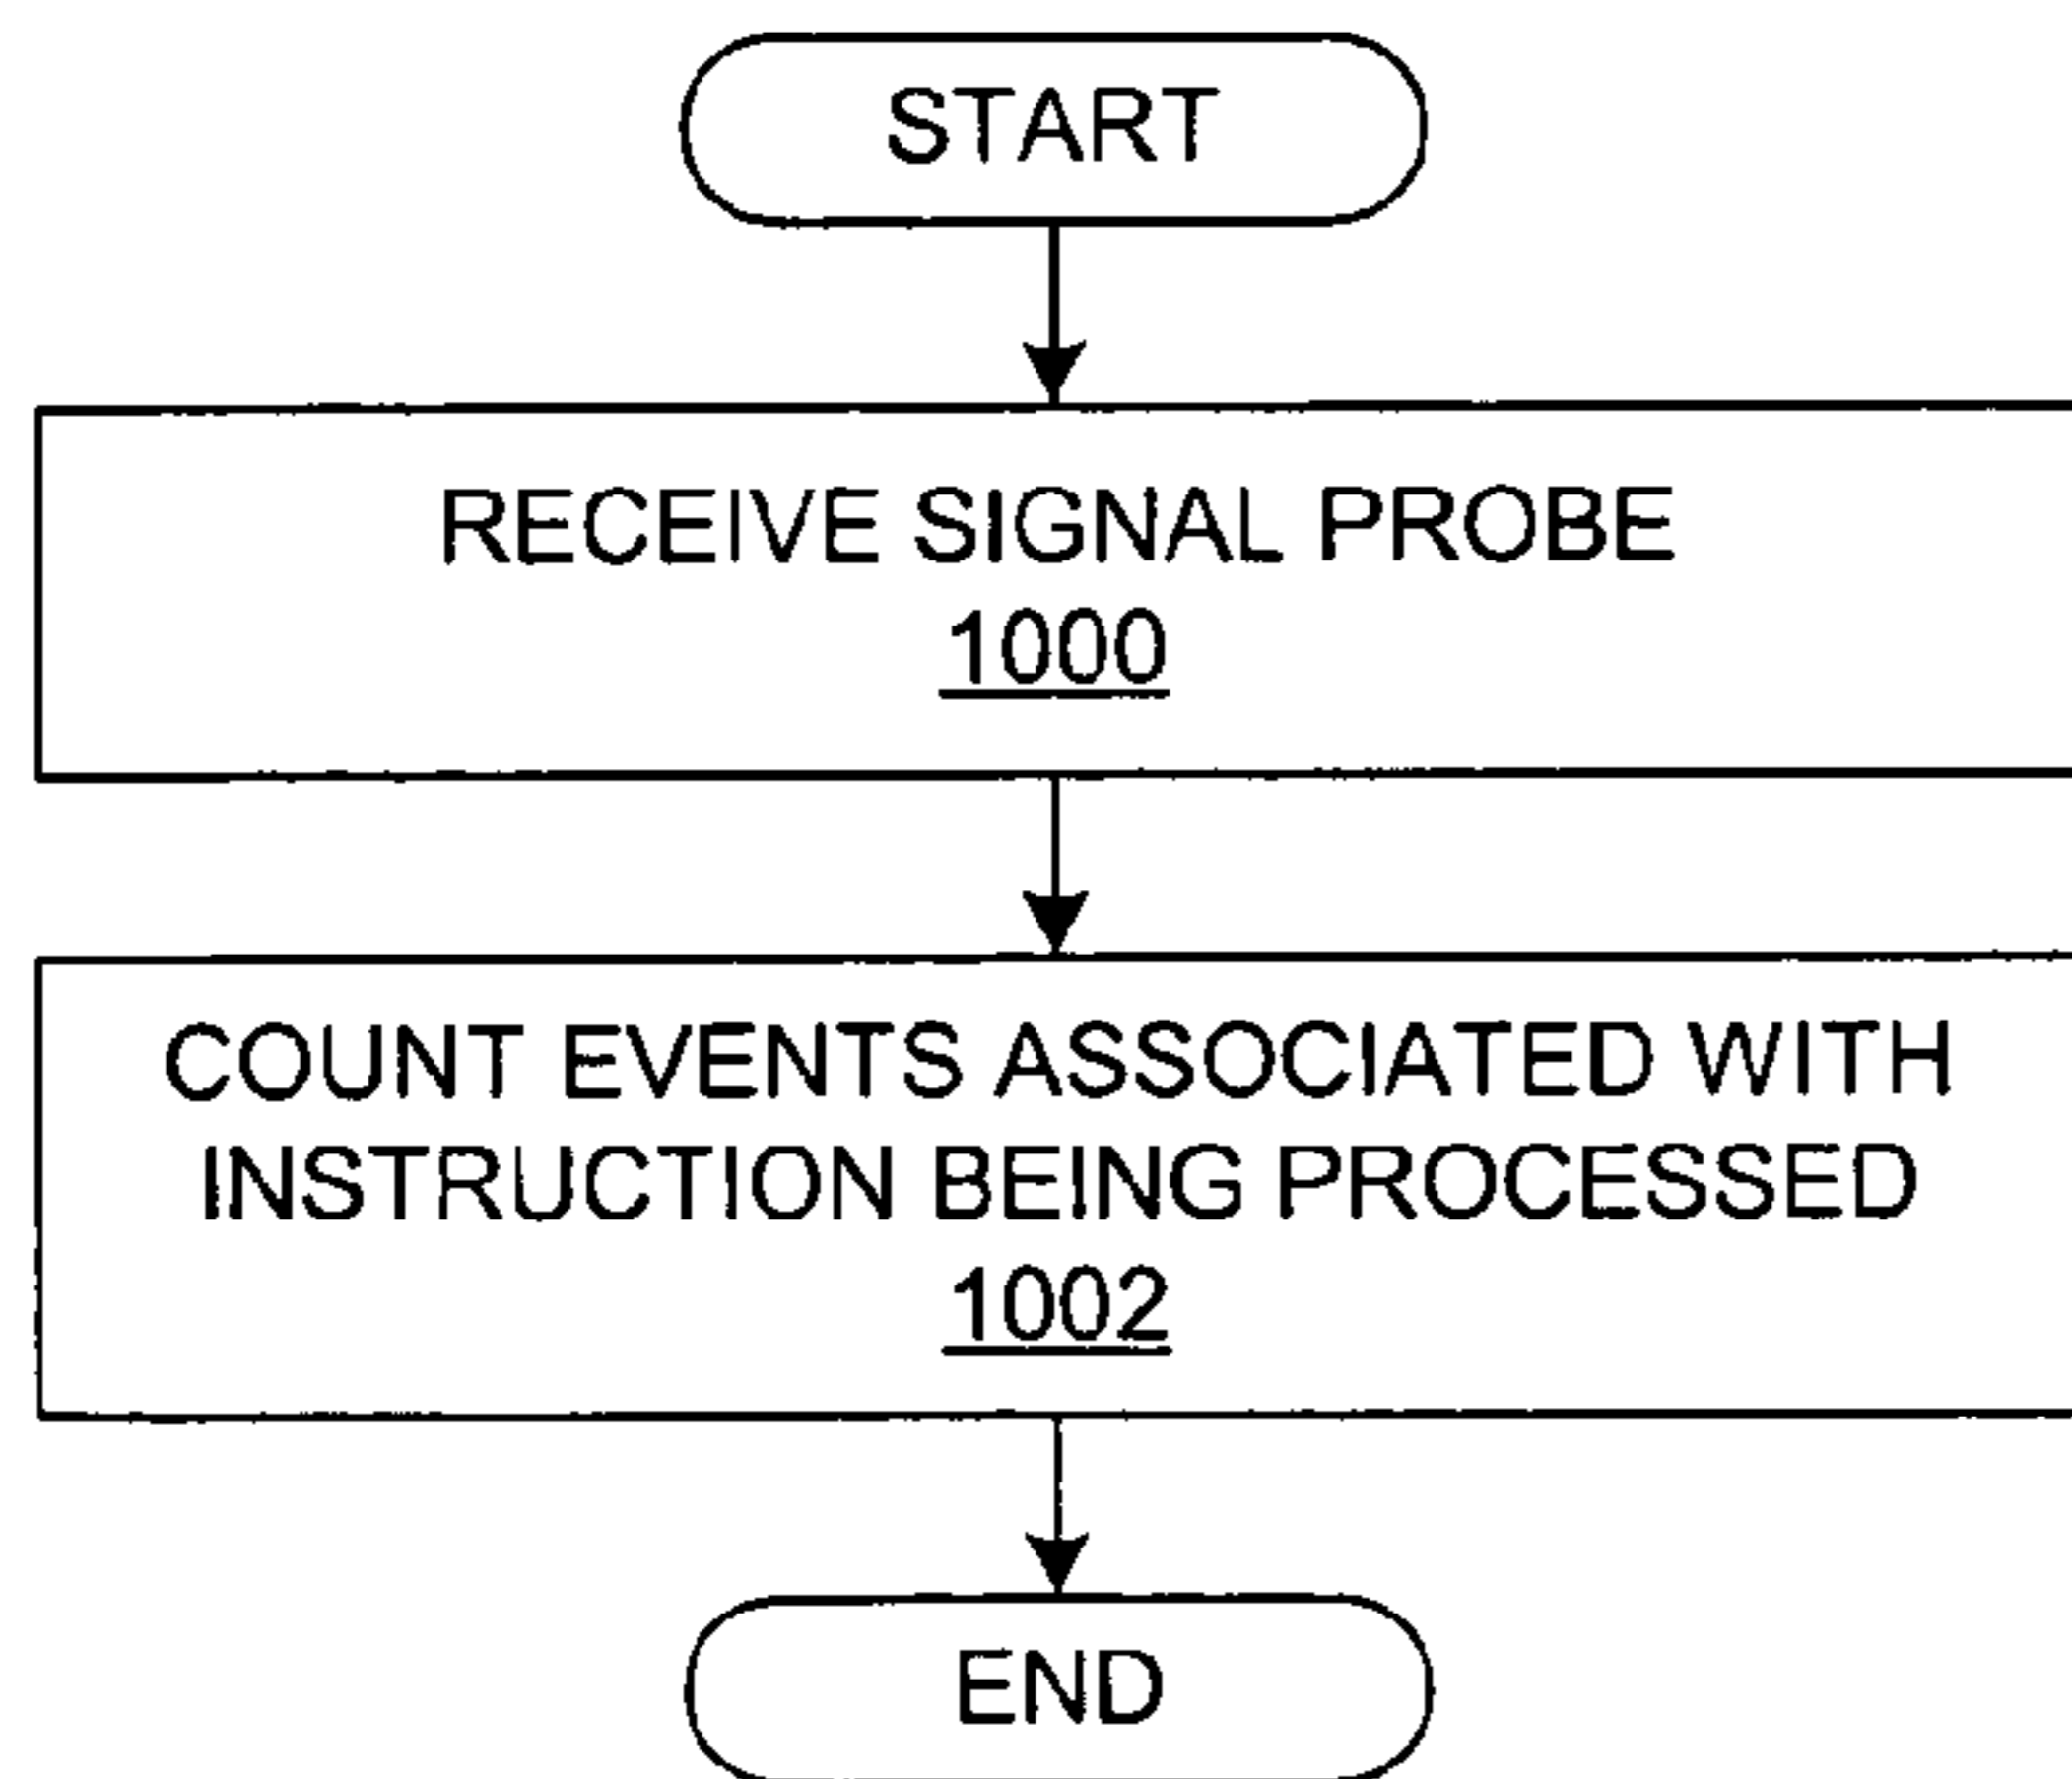 START
RECEIVE SIGNAL PROBE
1000
COUNT EVENTS ASSOCIATED WITH
INSTRUCTION BEING PROCESSED
1002
END